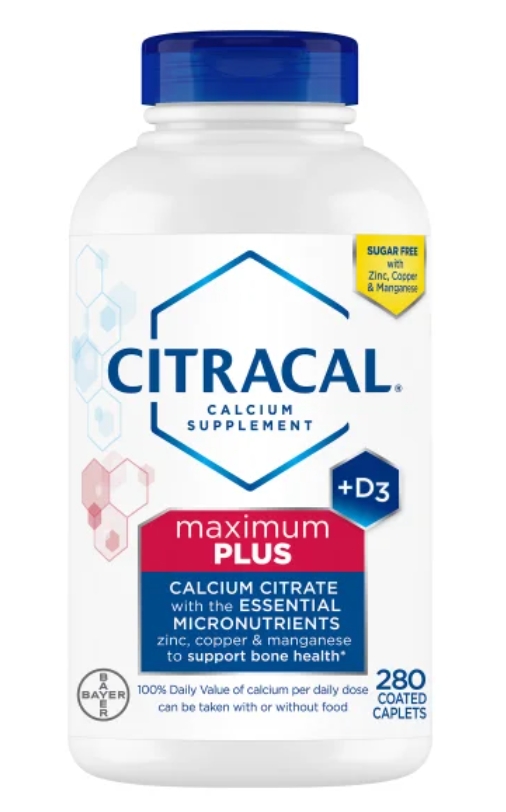 SUGAR FREE
with
Zinc, Copper
& Manganese
CITRACAL®
CALCIUM
SUPPLEMENT
+D3
maximum
PLUS
CALCIUM CITRATE
with the ESSENTIAL
MICRONUTRIENTS
zinc, copper & manganese
to support bone health*
BAYER
BAYER
100% Daily Value of calcium per daily dose
can be taken with or without food
280
COATED
CAPLETS